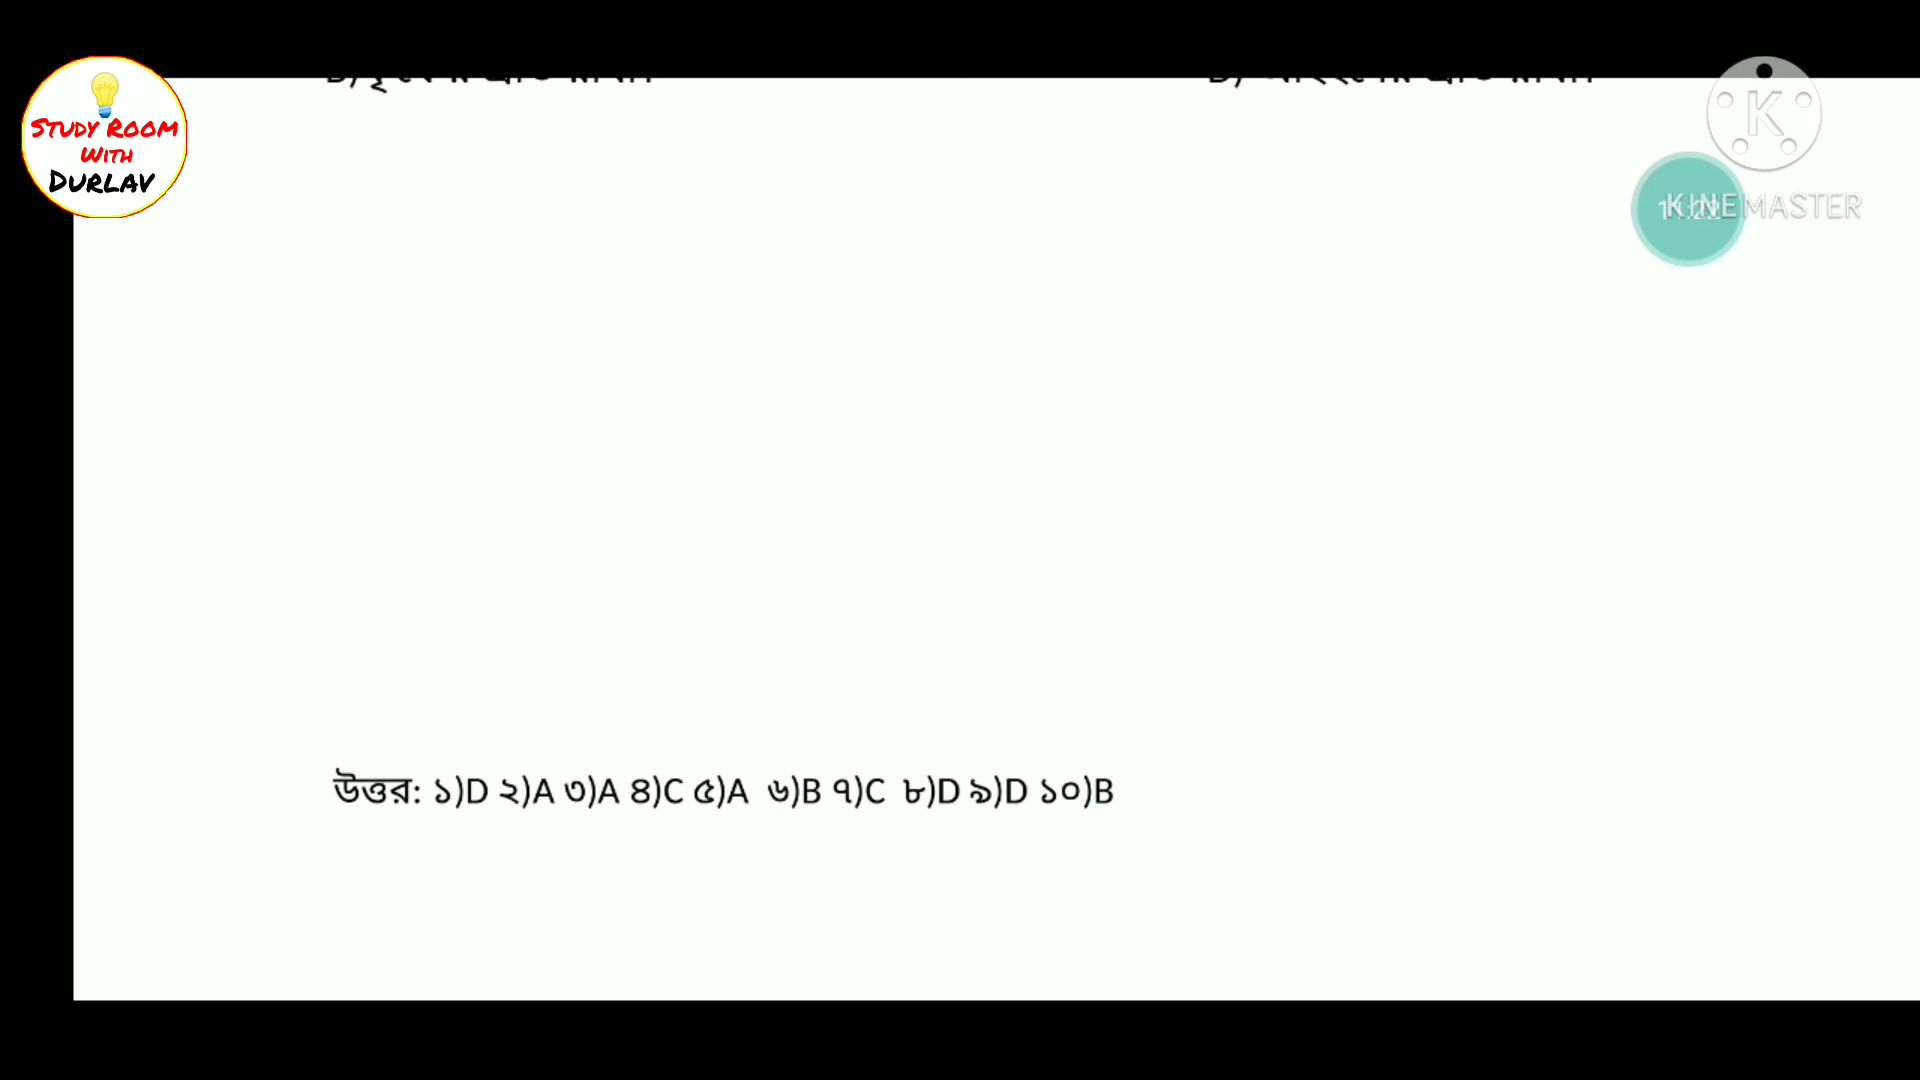 STUDY ROOM
WITH
DURLAV
K
KINEMASTER
উত্তর: ১)D ২)A ৩)A ৪)C ৫)A ৬)B ৭)C ৮)D ৯)D ১০)B